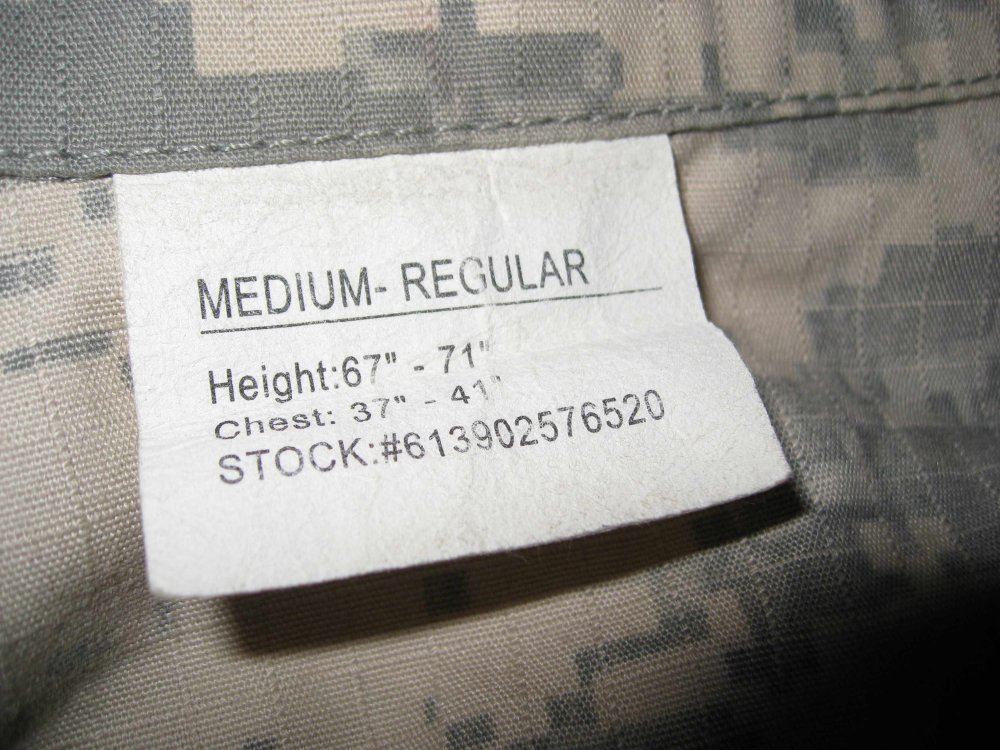 MEDIUM- REGULAR
Height:67" - 71"
Chest: 37" - 41"
STOCK:#613902576520